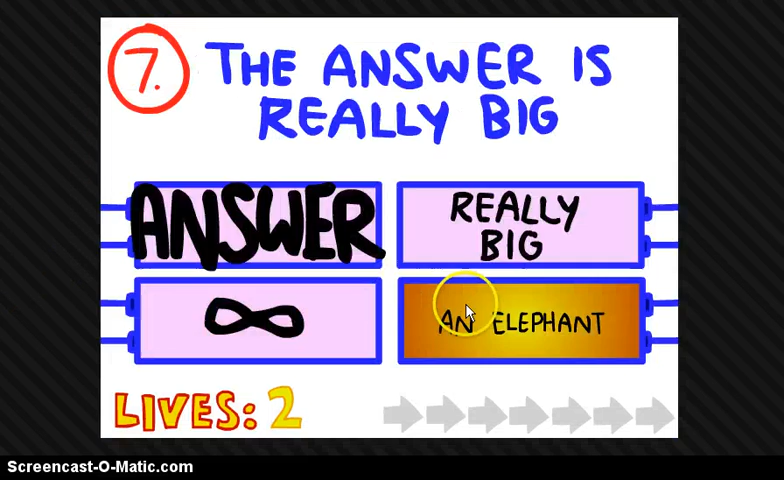 7. THE ANSWER IS
REALLY BIG
ANSWER
REALLY
BIG
∞
AN ELEPHANT
LIVES: 2
Screencast-O-Matic.com